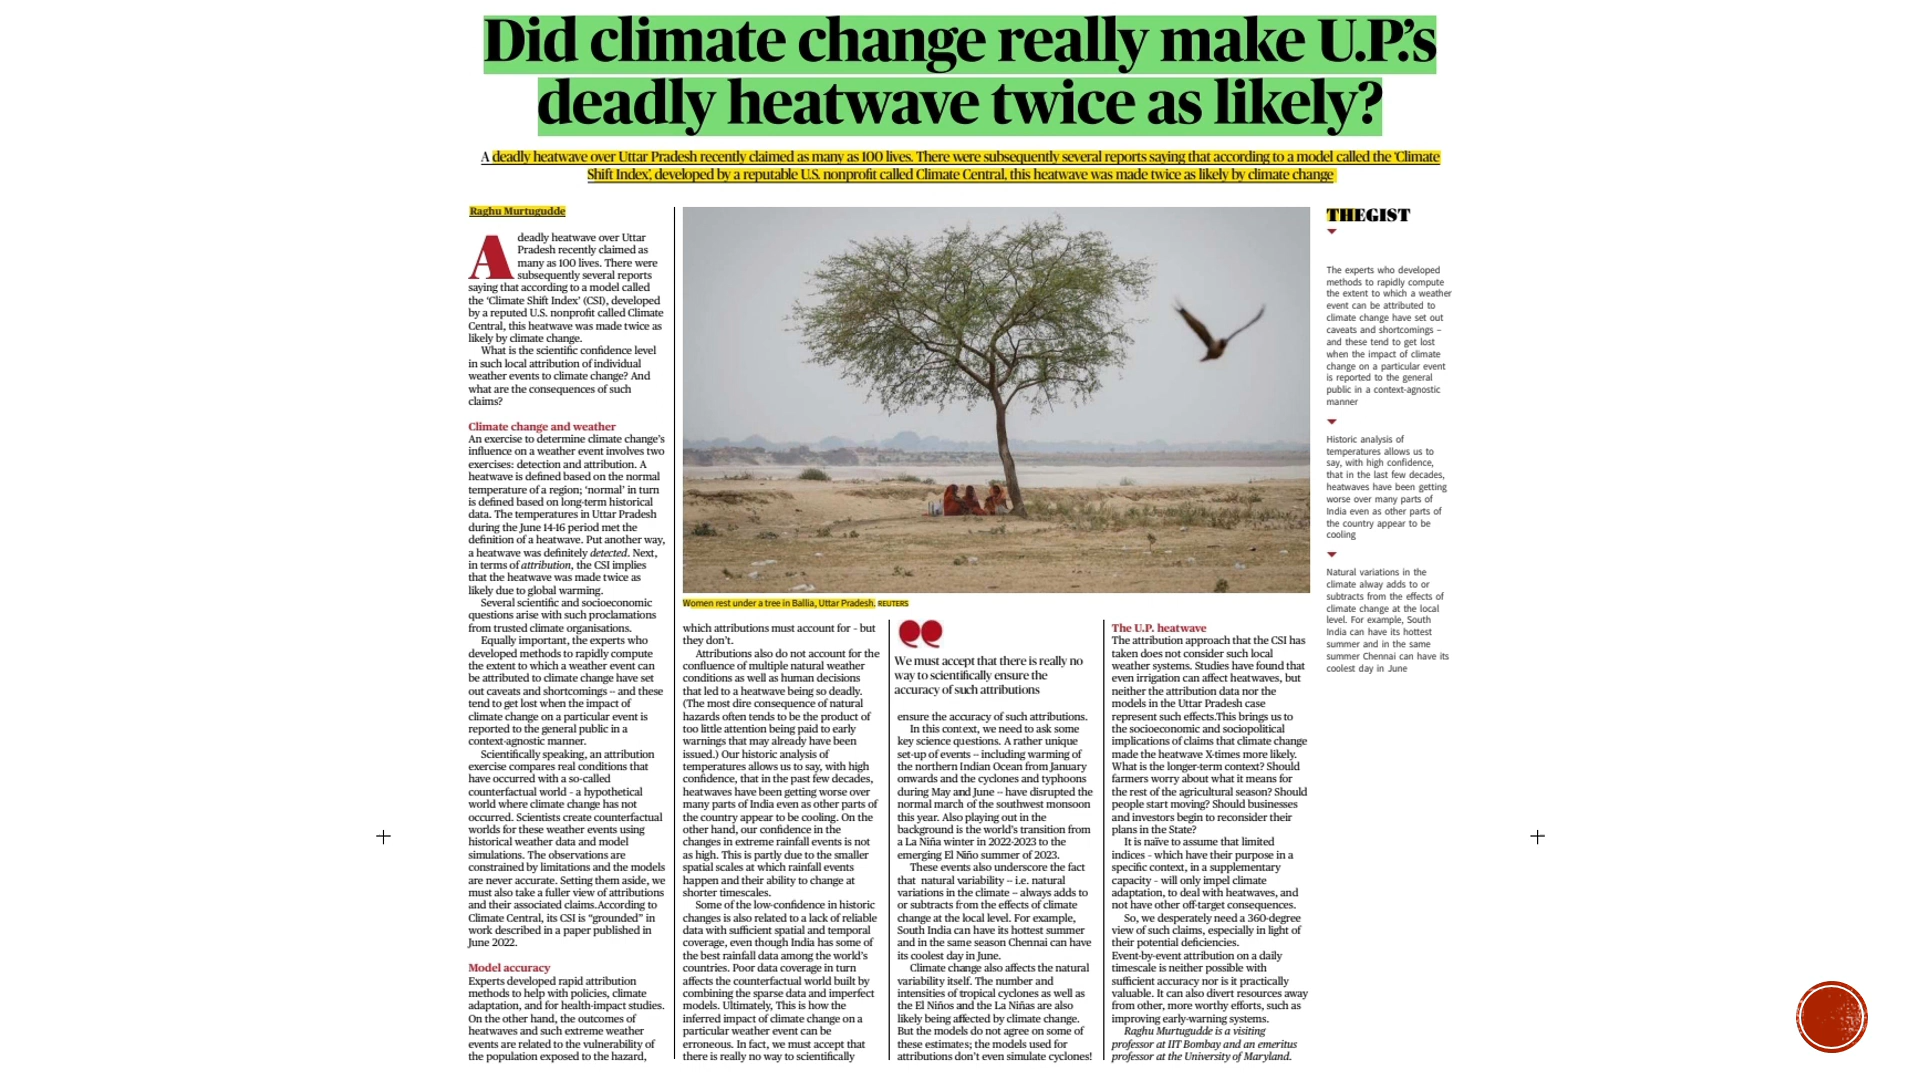 Did climate change really make U.P.’s
deadly heatwave twice as likely?
A deadly heatwave over Uttar Pradesh recently claimed as many as 100 lives. There were subsequently several reports saying that according to a model called the ‘Climate
Shift Index’, developed by a reputable U.S. nonprofit called Climate Central, this heatwave was made twice as likely by climate change
Raghu Murtugudde
A deadly heatwave over Uttar
Pradesh recently claimed as
many as 100 lives. There were
subsequently several reports
saying that according to a model called
the ‘Climate Shift Index’ (CSI), developed
by a reputed U.S. nonprofit called Climate
Central, this heatwave was made twice as
likely by climate change.
What is the scientific confidence level
in such local attribution of individual
weather events to climate change? And
what are the consequences of such
claims?
Climate change and weather
An exercise to determine climate change’s
influence on a weather event involves two
exercises: detection and attribution. A
heatwave is defined based on the normal
temperature of a region; ‘normal’ in turn
is defined based on long-term historical
data. The temperatures in Uttar Pradesh
during the June 14-16 period met the
definition of a heatwave. Put another way,
a heatwave was definitely detected. Next,
in terms of attribution, the CSI implies
that the heatwave was made twice as
likely due to global warming.
Several scientific and socioeconomic
questions arise with such proclamations
from trusted climate organisations.
Equally important, the experts who
developed methods to rapidly compute
the extent to which a weather event can
be attributed to climate change have set
out caveats and shortcomings – and these
tend to get lost when the impact of
climate change on a particular event is
reported to the general public in a
context-agnostic manner.
Scientifically speaking, an attribution
exercise compares real conditions that
have occurred with a so-called
counterfactual world – a hypothetical
world where climate change has not
occurred. Scientists create counterfactual
worlds for these weather events using
historical weather data and model
simulations. The observations are
constrained by limitations and the models
are never accurate. Setting them aside, we
must also take a fuller view of attributions
and their associated claims.According to
Climate Central, its CSI is “grounded” in
work described in a paper published in
June 2022.
Model accuracy
Experts developed rapid attribution
methods to help with policies, climate
adaptation, and for health-impact studies.
On the other hand, the outcomes of
heatwaves and such extreme weather
events are related to the vulnerability of
the population exposed to the hazard,
Women rest under a tree in Ballia, Uttar Pradesh. REUTERS
which attributions must account for – but
they don’t.
Attributions also do not account for the
confluence of multiple natural weather
conditions as well as human decisions
that led to a heatwave being so deadly.
(The most dire consequence of natural
hazards often tends to be the product of
too little attention being paid to early
warnings that may already have been
issued.) Our historic analysis of
temperatures allows us to say, with high
confidence, that in the past few decades,
heatwaves have been getting worse over
many parts of India even as other parts of
the country appear to be cooling. On the
other hand, our confidence in the
changes in extreme rainfall events is not
as high. This is partly due to the smaller
spatial scales at which rainfall events
happen and their ability to change at
shorter timescales.
Some of the low-confidence in historic
changes is also related to a lack of reliable
data with sufficient spatial and temporal
coverage, even though India has some of
the best rainfall data among the world’s
countries. Poor data coverage in turn
affects the counterfactual world built by
combining the sparse data and imperfect
models. Ultimately, This is how the
inferred impact of climate change on a
particular weather event can be
erroneous. In fact, we must accept that
there is really no way to scientifically
We must accept that there is really no
way to scientifically ensure the
accuracy of such attributions
ensure the accuracy of such attributions.
In this context, we need to ask some
key science questions. A rather unique
set-up of events – including warming of
the northern Indian Ocean from January
onwards and the cyclones and typhoons
during May and June – have disrupted the
normal march of the southwest monsoon
this year. Also playing out in the
background is the world’s transition from
a La Niña winter in 2022-2023 to the
emerging El Niño summer of 2023.
These events also underscore the fact
that natural variability – i.e. natural
variations in the climate – always adds to
or subtracts from the effects of climate
change at the local level. For example,
South India can have its hottest summer
and in the same season Chennai can have
its coolest day in June.
Climate change also affects the natural
variability itself. The number and
intensities of tropical cyclones as well as
the El Niños and the La Niñas are also
likely being affected by climate change.
But the models do not agree on some of
these estimates; the models used for
attributions don’t even simulate cyclones!
The U.P. heatwave
The attribution approach that the CSI has
taken does not consider such local
weather systems. Studies have found that
even irrigation can affect heatwaves, but
neither the attribution data nor the
models in the Uttar Pradesh case
represent such effects.This brings us to
the socioeconomic and sociopolitical
implications of claims that climate change
made the heatwave X-times more likely.
What is the longer-term context? Should
farmers worry about what it means for
the rest of the agricultural season? Should
people start moving? Should businesses
and investors begin to reconsider their
plans in the State?
It is naïve to assume that limited
indices – which have their purpose in a
specific context, in a supplementary
capacity – will only impel climate
adaptation, to deal with heatwaves, and
not have other off-target consequences.
So, we desperately need a 360-degree
view of such claims, especially in light of
their potential deficiencies.
Event-by-event attribution on a daily
timescale is neither possible with
sufficient accuracy nor is it practically
valuable. It can also divert resources away
from other, more worthy efforts, such as
improving early-warning systems.
Raghu Murtugudde is a visiting
professor at IIT Bombay and an emeritus
professor at the University of Maryland.
THEGIST
The experts who developed
methods to rapidly compute
the extent to which a weather
event can be attributed to
climate change have set out
caveats and shortcomings –
and these tend to get lost
when the impact of climate
change on a particular event
is reported to the general
public in a context-agnostic
manner
Historic analysis of
temperatures allows us to
say, with high confidence,
that in the last few decades,
heatwaves have been getting
worse over many parts of
India even as other parts of
the country appear to be
cooling
Natural variations in the
climate alway adds to or
subtracts from the effects of
climate change at the local
level. For example, South
India can have its hottest
summer and in the same
summer Chennai can have its
coolest day in June